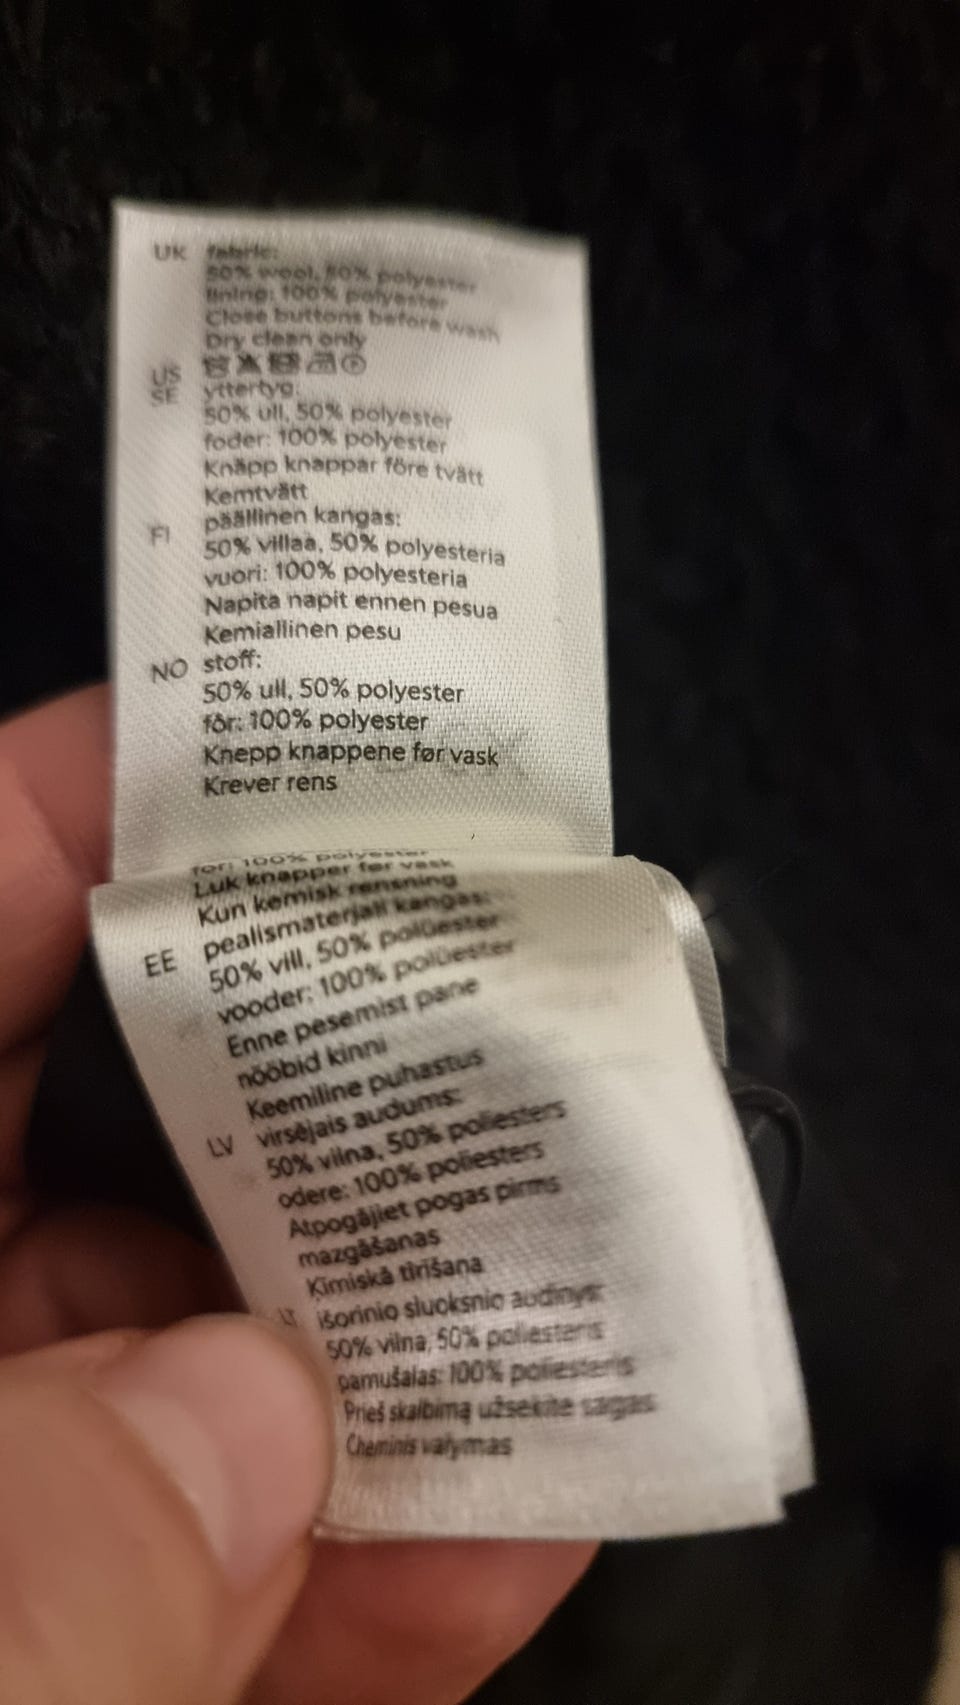 UK fabric:
50% wool, 50% polyester
lining: 100% polyester
Close buttons before wash
Dry clean only
US
SE yttertyg:
50% ull, 50% polyester
foder: 100% polyester
Knäpp knappar före tvätt
Kemtvätt
FI päällinen kangas:
50% villaa, 50% polyesteria
vuori: 100% polyesteria
Napita napit ennen pesua
Kemiallinen pesu
NO stoff:
50% ull, 50% polyester
fôr: 100% polyester
Knepp knappene før vask
Krever rens
for: 100% polyester
Luk knapper før vask
Kun kemisk rensning
EE pealismaterjali kangas:
50% vill, 50% polüester
vooder: 100% polüester
Enne pesemist pane
nööbid kinni
Keemiline puhastus
LV virsējais audums:
50% vilna, 50% poliesters
odere: 100% poliesters
Atpogājiet pogas pirms
mazgāšanas
Ķīmiskā tīrīšana
LT išorinio sluoksnio audinys:
50% vilna, 50% poliesteris
pamušalas: 100% poliesteris
Prieš skalbimą užsekite sagas
Cheminis valymas